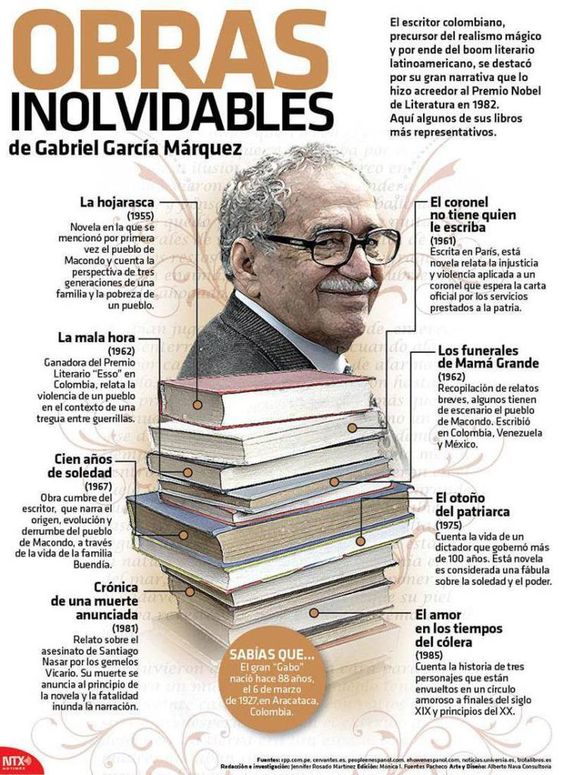 OBRAS
INOLVIDABLES
de Gabriel García Márquez
El escritor colombiano,
precursor del realismo mágico
y por ende del boom literario
latinoamericano, se destacó
por su gran narrativa que lo
hizo acreedor al Premio Nobel
de Literatura en 1982.
Aquí algunos de sus libros
más representativos.
La hojarasca
(1955)
Novela en la que se
mencionó por primera
vez el pueblo de
Macondo y cuenta la
perspectiva de tres
generaciones de una
familia y la pobreza de
un pueblo.
El coronel
no tiene quien
le escriba
(1961)
Escrita en París, está
novela relata la injusticia
y violencia aplicada a un
coronel que espera la carta
oficial por los servicios
prestados a la patria.
La mala hora
(1962)
Ganadora del Premio
Literario "Esso" en
Colombia, relata la
violencia de un pueblo
en el contexto de una
tregua entre guerrillas.
Los funerales
de Mamá Grande
(1962)
Recopilación de relatos
breves, algunos tienen
de escenario el pueblo
de Macondo. Escribió
en Colombia, Venezuela
y México.
Cien años
de soledad
(1967)
Obra cumbre del
escritor, que narra el
origen, evolución y
derrumbe del pueblo
de Macondo, a través
de la vida de la familia
Buendía.
El otoño
del patriarca
(1975)
Cuenta la vida de un
dictador que gobernó más
de 100 años. Está novela
es considerada una fábula
sobre la soledad y el poder.
Crónica
de una muerte
anunciada
(1981)
Relato sobre el
asesinato de Santiago
Nasar por los gemelos
Vicario. Su muerte se
anuncia al principio de
la novela y la fatalidad
inunda la narración.
El amor
en los tiempos
del cólera
(1985)
Cuenta la historia de tres
personajes que están
envueltos en un círculo
amoroso a finales del siglo
XIX y principios del XX.
SABÍAS QUE...
El gran "Gabo"
nació hace 88 años,
el 6 de marzo
de 1927,en Aracataca,
Colombia.
NTX
Fuentes: rpp.com.pe, cervantes.es, peopleenespanol.com, ehowenespanol.com, noticias.universia.es, trotalibros.es
Redacción e investigación: Jennifer Rosado Martínez Edición: Mónica I. Fuentes Pacheco Arte y Diseño: Alberto Nava Consultoría